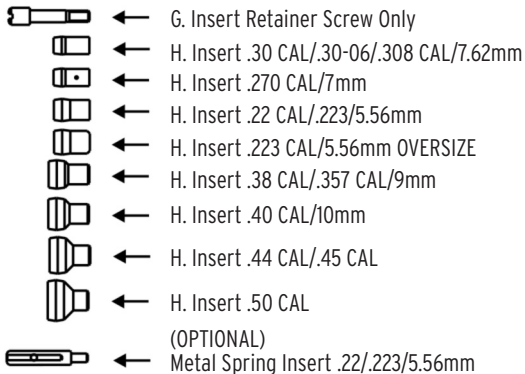 G. Insert Retainer Screw Only
H. Insert .30 CAL/.30-06/.308 CAL/7.62mm
H. Insert .270 CAL/7mm
H. Insert .22 CAL/.223/5.56mm
H. Insert .223 CAL/5.56mm OVERSIZE
H. Insert .38 CAL/.357 CAL/9mm
H. Insert .40 CAL/10mm
H. Insert .44 CAL/.45 CAL
H. Insert .50 CAL
(OPTIONAL)
Metal Spring Insert .22/.223/5.56mm